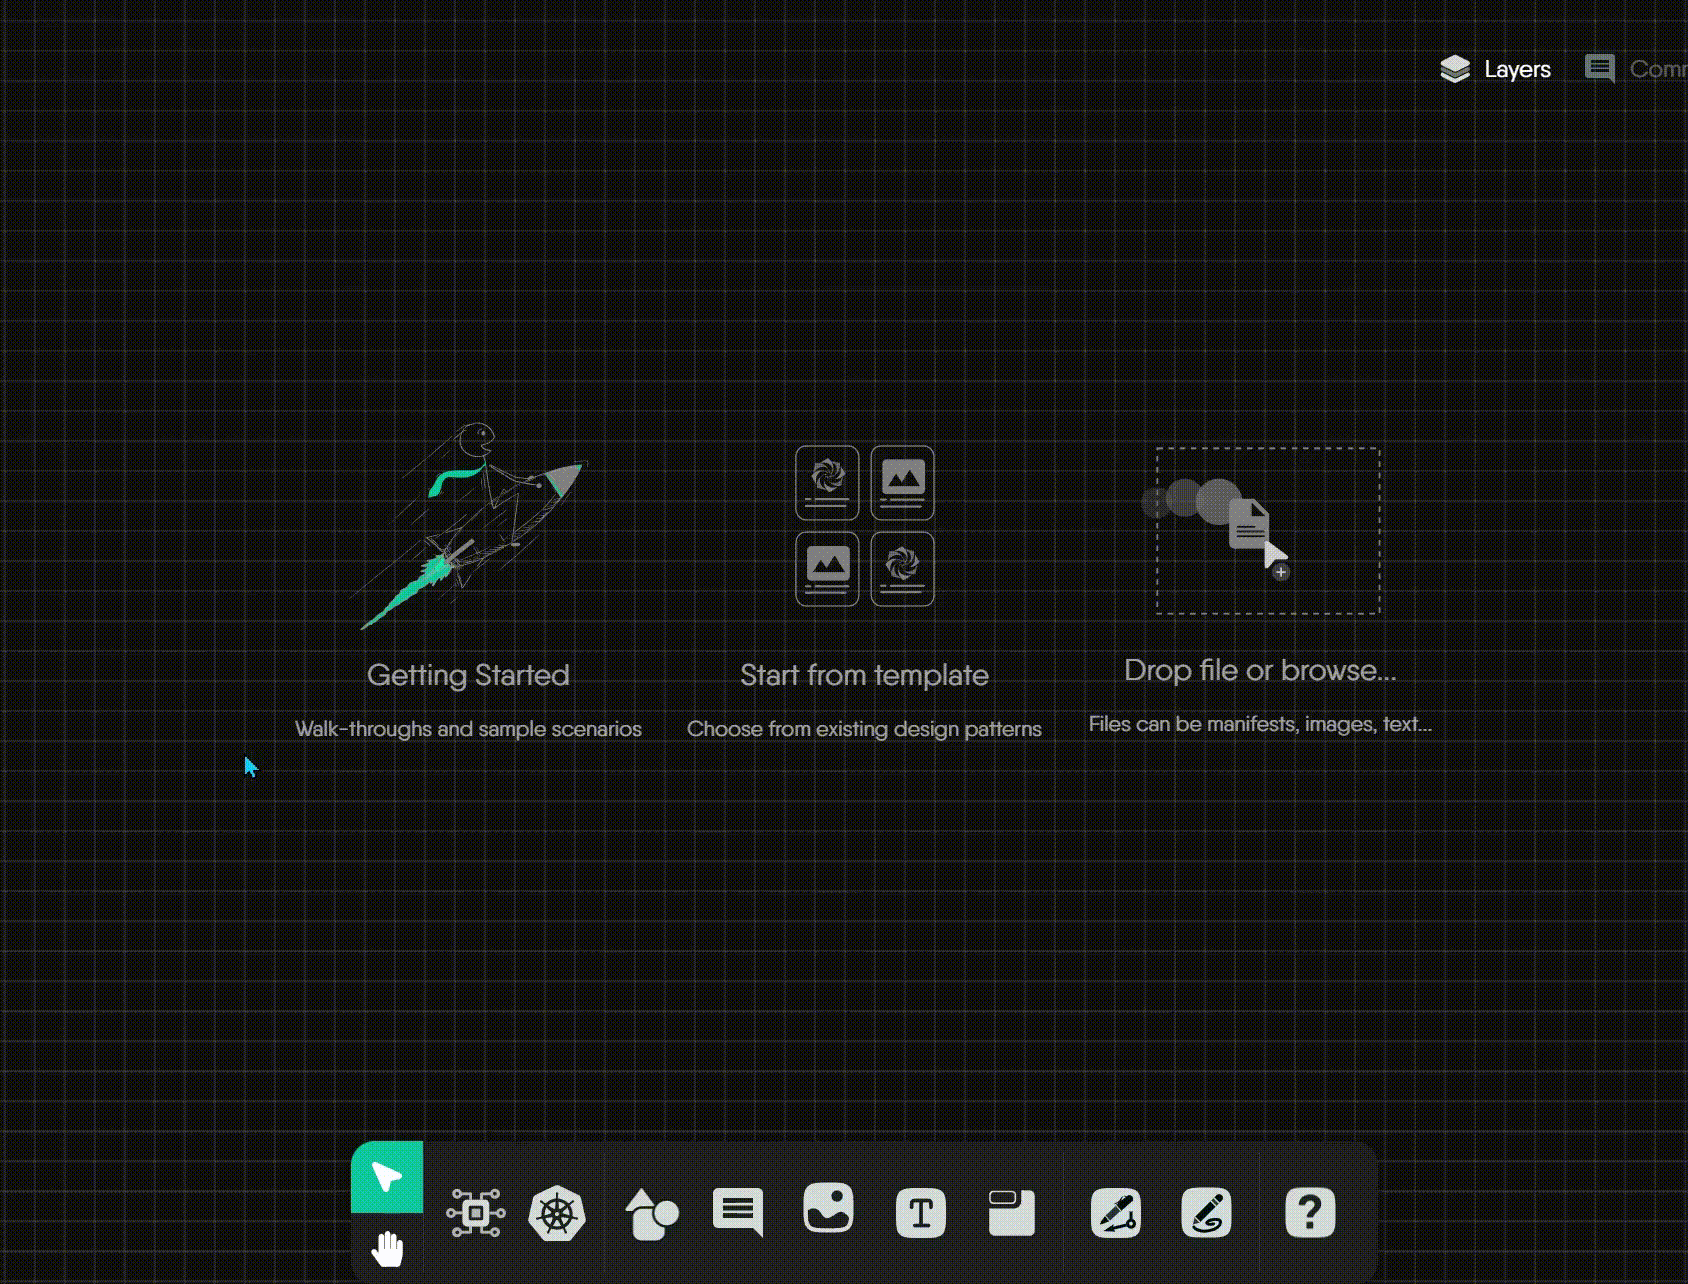 Layers
Comm
Getting Started
Walk-throughs and sample scenarios
Start from template
Choose from existing design patterns
Drop file or browse...
Files can be manifests, images, text...
T
?